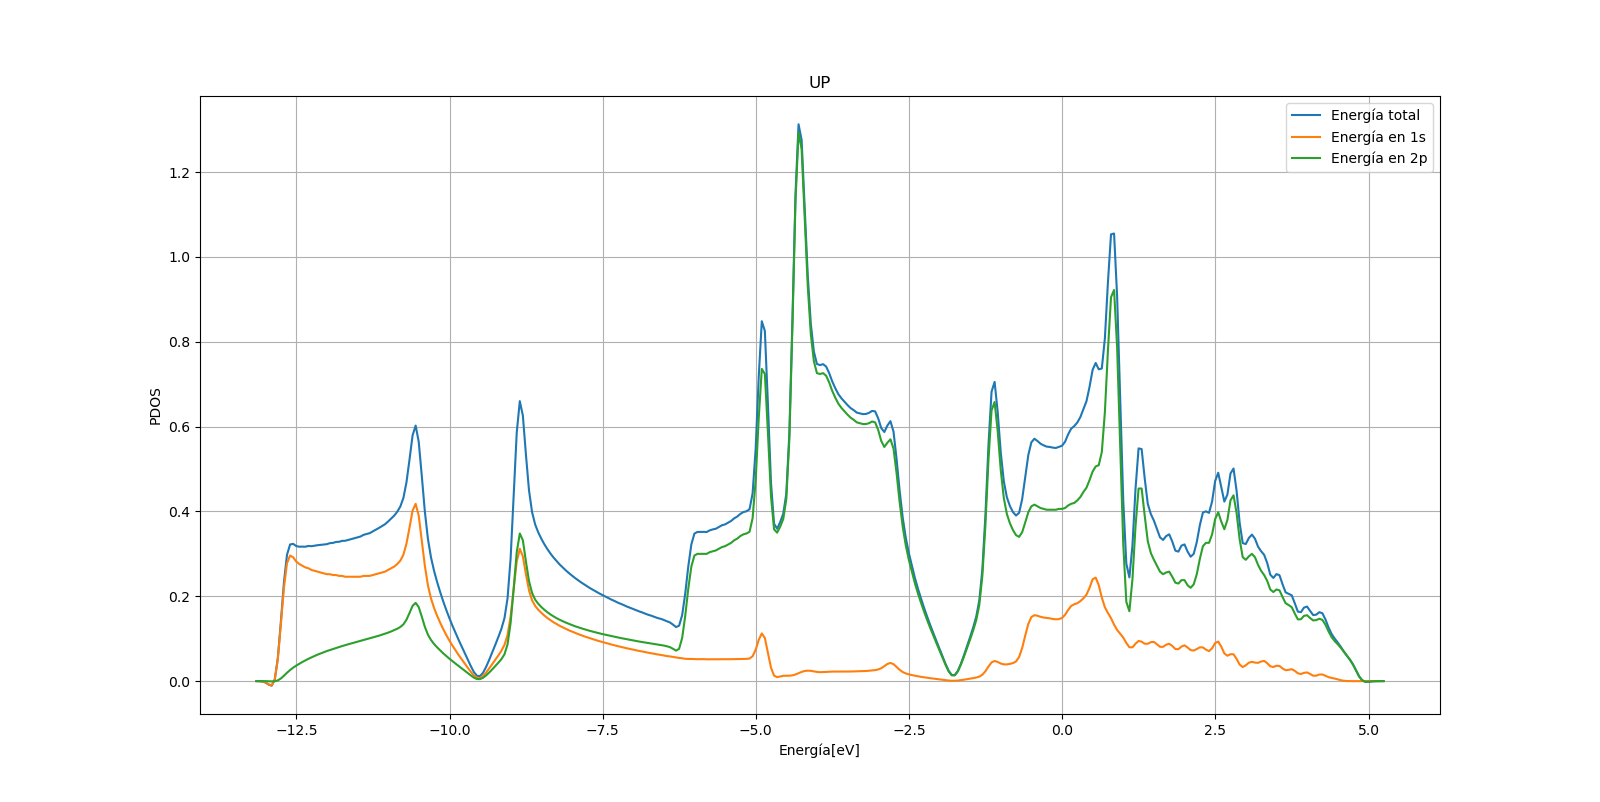 UP
Energía total
Energía en 1s
Energía en 2p
1.2
1.0
0.8
0.6
0.4
0.2
0.0
PDOS
−12.5 −10.0 −7.5 −5.0 −2.5 0.0 2.5 5.0
Energía[eV]